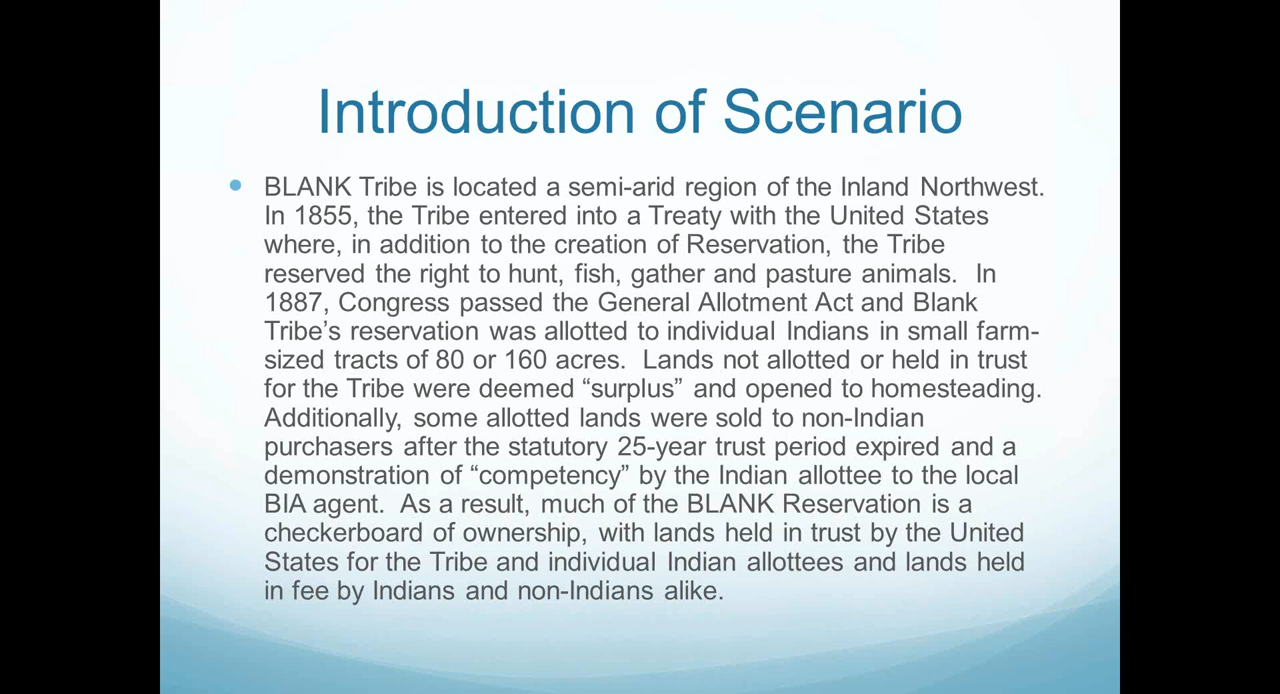 Introduction of Scenario
BLANK Tribe is located a semi-arid region of the Inland Northwest.
In 1855, the Tribe entered into a Treaty with the United States
where, in addition to the creation of Reservation, the Tribe
reserved the right to hunt, fish, gather and pasture animals.  In
1887, Congress passed the General Allotment Act and Blank
Tribe’s reservation was allotted to individual Indians in small farm-
sized tracts of 80 or 160 acres.  Lands not allotted or held in trust
for the Tribe were deemed “surplus” and opened to homesteading.
Additionally, some allotted lands were sold to non-Indian
purchasers after the statutory 25-year trust period expired and a
demonstration of “competency” by the Indian allottee to the local
BIA agent.  As a result, much of the BLANK Reservation is a
checkerboard of ownership, with lands held in trust by the United
States for the Tribe and individual Indian allottees and lands held
in fee by Indians and non-Indians alike.